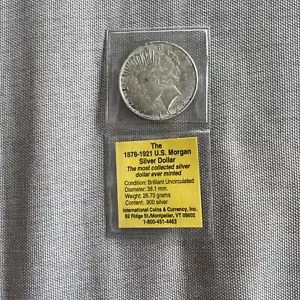 The
1878-1921 U.S. Morgan
Silver Dollar
The most collected silver
dollar ever minted
Condition: Brilliant Uncirculated
Diameter: 38.1 mm.
Weight: 26.73 grams
Content: .900 silver
International Coins & Currency, Inc.
62 Ridge St./Montpelier, VT 05602
1-800-451-4463